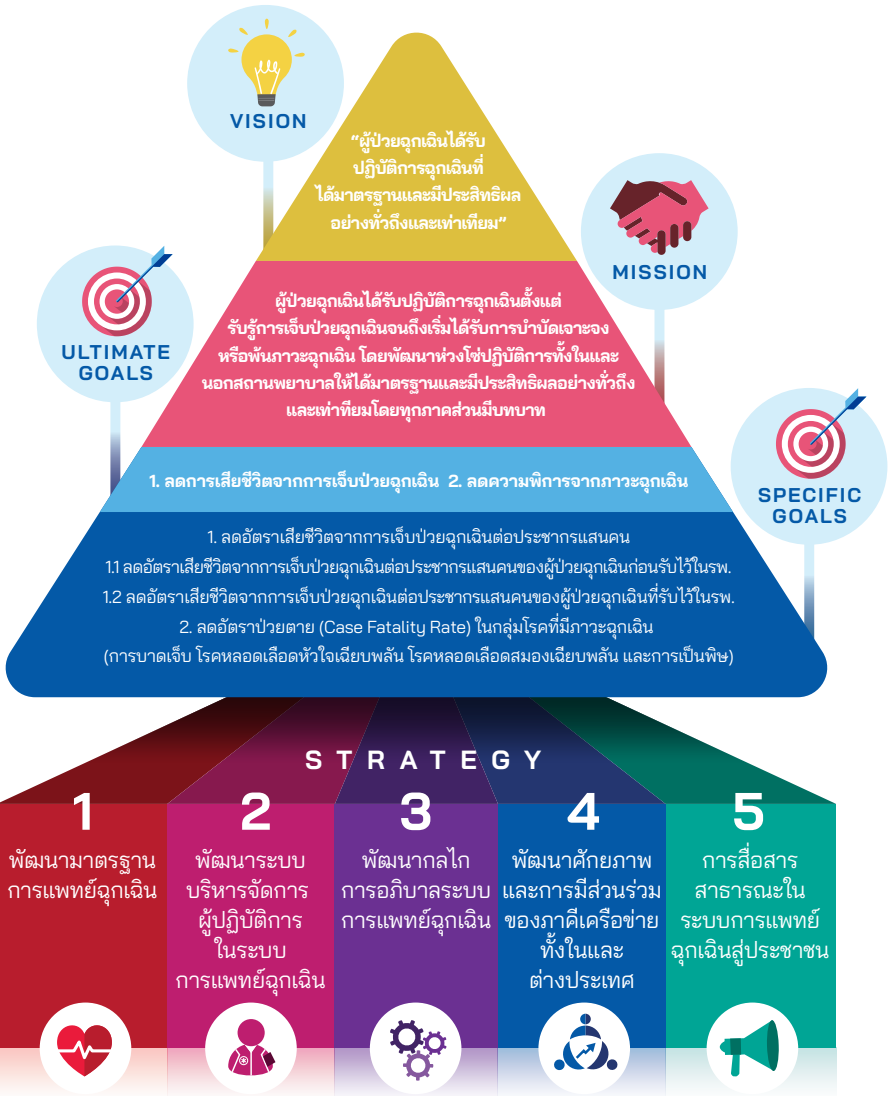 VISION
"ผู้ป่วยฉุกเฉินได้รับ
ปฏิบัติการฉุกเฉินที่
ได้มาตรฐานและมีประสิทธิผล
อย่างทั่วถึงและเท่าเทียม"
MISSION
ผู้ป่วยฉุกเฉินได้รับปฏิบัติการฉุกเฉินตั้งแต่
รับรู้การเจ็บป่วยฉุกเฉินจนถึงเริ่มได้รับการบำบัดเจาะจง
หรือพ้นภาวะฉุกเฉิน โดยพัฒนาห่วงโซ่ปฏิบัติการทั้งในและ
นอกสถานพยาบาลให้ได้มาตรฐานและมีประสิทธิผลอย่างทั่วถึง
และเท่าทียมโดยทุกภาคส่วนมีบทบาท
ULTIMATE
GOALS
1. ลดการเสียชีวิตจากการเจ็บป่วยฉุกเฉิน 2. ลดความพิการจากภาวะฉุกเฉิน
SPECIFIC
GOALS
1. ลดอัตราเสียชีวิตจากการเจ็บป่วยฉุกเฉินต่อประชากรแสนคน
1.1 ลดอัตราเสียชีวิตจากการเจ็บป่วยฉุกเฉินต่อประชากรแสนคนของผู้ป่วยฉุกเฉินก่อนรับไว้ในรพ.
1.2 ลดอัตราเสียชีวิตจากการเจ็บป่วยฉุกเฉินต่อประชากรแสนคนของผู้ป่วยฉุกเฉินที่รับไว้ในรพ.
2. ลดอัตราป่วยตาย (Case Fatality Rate) ในกลุ่มโรคที่มีภาวะฉุกเฉิน
(การบาดเจ็บ โรคหลอดเลือดหัวใจเฉียบพลัน โรคหลอดเลือดสมองเฉียบพลัน และการเป็นพิษ)
STRATEGY
1
พัฒนามาตรฐาน
การแพทย์ฉุกเฉิน
2
พัฒนาระบบ
บริหารจัดการ
ผู้ปฏิบัติการ
ในระบบ
การแพทย์ฉุกเฉิน
3
พัฒนากลไก
การอภิบาลระบบ
การแพทย์ฉุกเฉิน
4
พัฒนาศักยภาพ
และการมีส่วนร่วม
ของภาคีเครือข่าย
ทั้งในและ
ต่างประเทศ
5
การสื่อสาร
สาธารณะใน
ระบบการแพทย์
ฉุกเฉินสู่ประชาชน